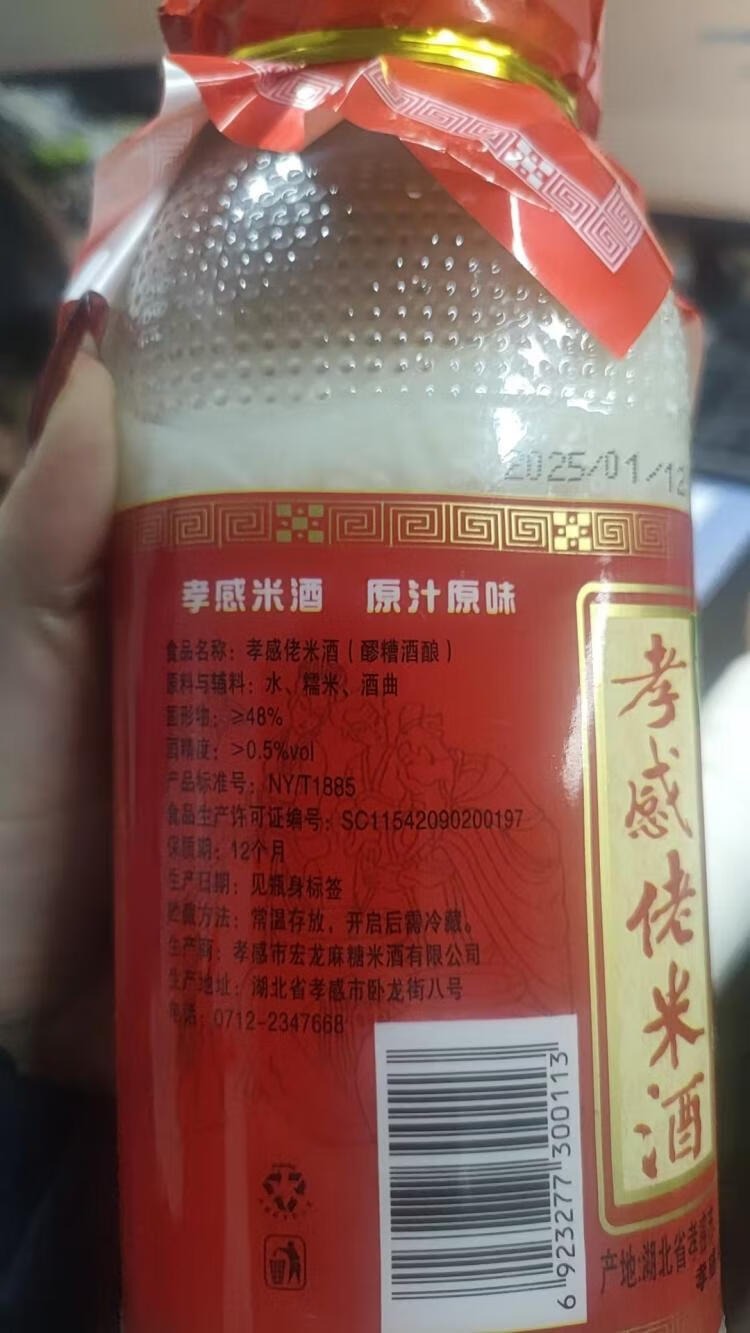 2025/01/12
孝感米酒 原汁原味
食品名称：孝感佬米酒（醪糟酒酿）
原料与辅料：水、糯米、酒曲
固形物：≥48%
酒精度：>0.5%vol
产品标准号：NY/T1885
食品生产许可证编号：SC11542090200197
保质期：12个月
生产日期：见瓶身标签
贮藏方法：常温存放，开启后需冷藏。
生产商：孝感市宏龙麻糖米酒有限公司
生产地址：湖北省孝感市卧龙街八号
电话：0712-2347668
孝感佬米酒
6 923277 300113
产地:湖北省孝南
孝感